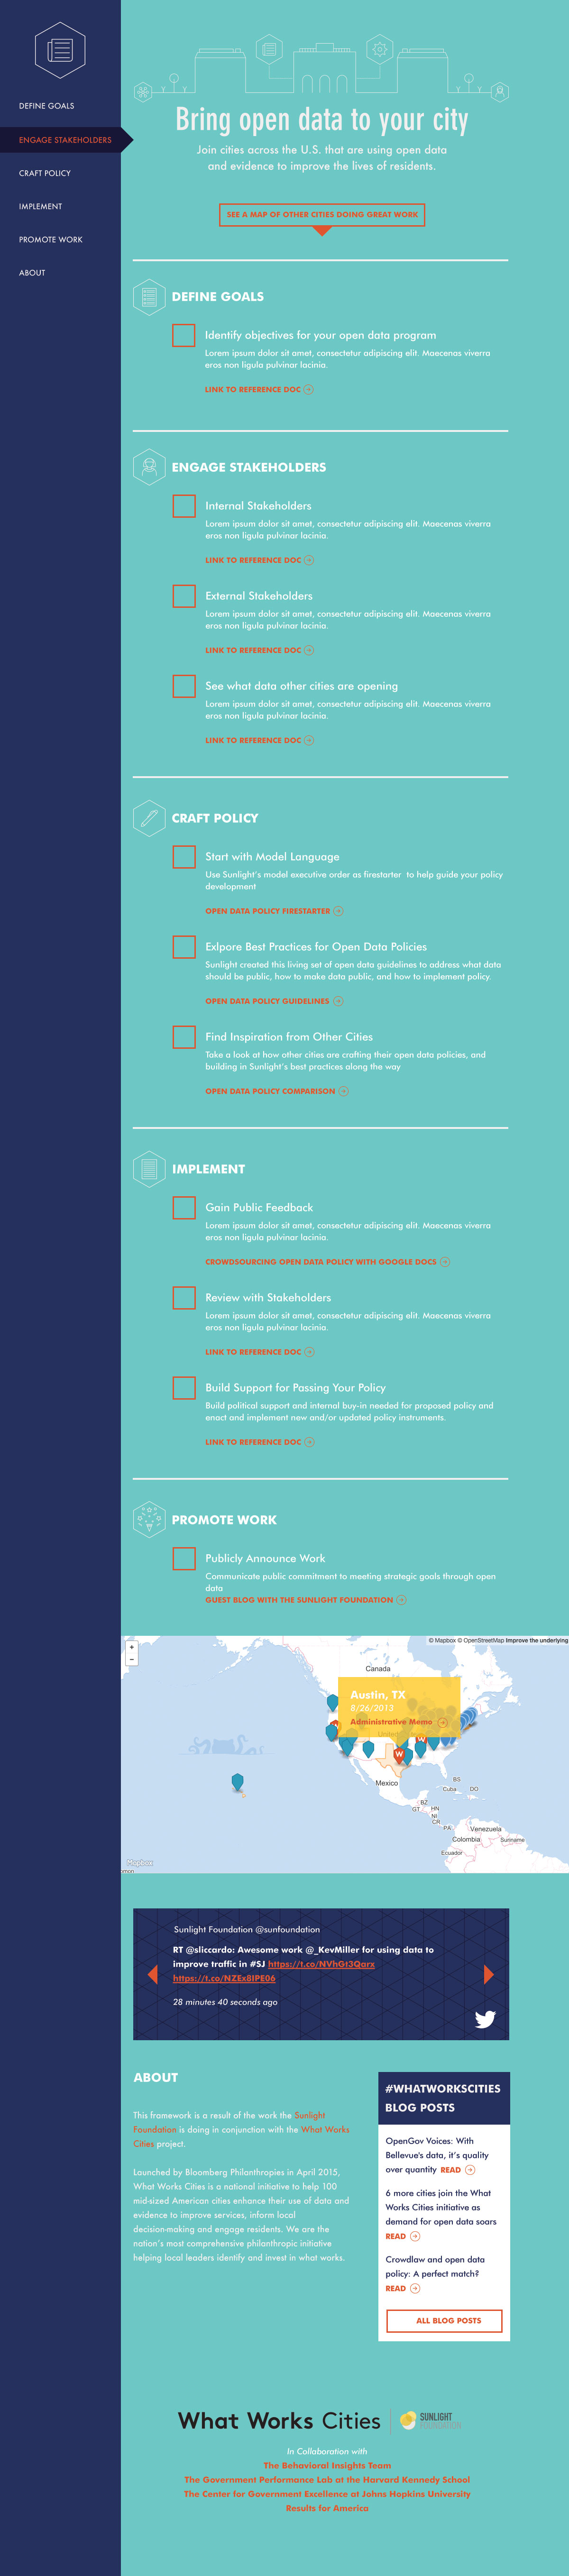 DEFINE GOALS
ENGAGE STAKEHOLDERS
CRAFT POLICY
IMPLEMENT
PROMOTE WORK
ABOUT
Bring open data to your city
Join cities across the U.S. that are using open data
and evidence to improve the lives of residents.
SEE A MAP OF OTHER CITIES DOING GREAT WORK
DEFINE GOALS
Identify objectives for your open data program
Lorem ipsum dolor sit amet, consectetur adipiscing elit. Maecenas viverra
eros non ligula pulvinar lacinia.
LINK TO REFERENCE DOC
ENGAGE STAKEHOLDERS
Internal Stakeholders
Lorem ipsum dolor sit amet, consectetur adipiscing elit. Maecenas viverra
eros non ligula pulvinar lacinia.
LINK TO REFERENCE DOC
External Stakeholders
Lorem ipsum dolor sit amet, consectetur adipiscing elit. Maecenas viverra
eros non ligula pulvinar lacinia.
LINK TO REFERENCE DOC
See what data other cities are opening
Lorem ipsum dolor sit amet, consectetur adipiscing elit. Maecenas viverra
eros non ligula pulvinar lacinia.
LINK TO REFERENCE DOC
CRAFT POLICY
Start with Model Language
Use Sunlight's model executive order as firestarter to help guide your policy
development
OPEN DATA POLICY FIRESTARTER
Exlpore Best Practices for Open Data Policies
Sunlight created this living set of open data guidelines to address what data
should be public, how to make data public, and how to implement policy.
OPEN DATA POLICY GUIDELINES
Find Inspiration from Other Cities
Take a look at how other cities are crafting their open data policies, and
building in Sunlight's best practices along the way
OPEN DATA POLICY COMPARISON
IMPLEMENT
Gain Public Feedback
Lorem ipsum dolor sit amet, consectetur adipiscing elit. Maecenas viverra
eros non ligula pulvinar lacinia.
CROWDSOURCING OPEN DATA POLICY WITH GOOGLE DOCS
Review with Stakeholders
Lorem ipsum dolor sit amet, consectetur adipiscing elit. Maecenas viverra
eros non ligula pulvinar lacinia.
LINK TO REFERENCE DOC
Build Support for Passing Your Policy
Build political support and internal buy-in needed for proposed policy and
enact and implement new and/or updated policy instruments.
LINK TO REFERENCE DOC
PROMOTE WORK
Publicly Announce Work
Communicate public commitment to meeting strategic goals through open
data
GUEST BLOG WITH THE SUNLIGHT FOUNDATION
+
© Mapbox © OpenStreetMap Improve the underlying
−
Canada
Austin, TX
8/26/2013
Administrative Memo
United
W
W
Mexico
BS
Cuba DO
BZ
GT HN
NI
CR
PA Venezuela
Colombia Suriname
Ecuador
Mapbox
Sunlight Foundation @sunfoundation
RT @sliccardo: Awesome work @_KevMiller for using data to
improve traffic in #SJ https://t.co/NVhGt3Qarx
https://t.co/NZEx8IPE06
28 minutes 40 seconds ago
ABOUT
This framework is a result of the work the Sunlight
Foundation is doing in conjunction with the What Works
Cities project.
Launched by Bloomberg Philanthropies in April 2015,
What Works Cities is a national initiative to help 100
mid-sized American cities enhance their use of data and
evidence to improve services, inform local
decision-making and engage residents. We are the
nation's most comprehensive philanthropic initiative
helping local leaders identify and invest in what works.
#WHATWORKSCITIES
BLOG POSTS
OpenGov Voices: With
Bellevue's data, it's quality
over quantity READ
6 more cities join the What
Works Cities initiative as
demand for open data soars
READ
Crowdlaw and open data
policy: A perfect match?
READ
ALL BLOG POSTS
What Works Cities
SUNLIGHT
FOUNDATION
In Collaboration with
The Behavioral Insights Team
The Government Performance Lab at the Harvard Kennedy School
The Center for Government Excellence at Johns Hopkins University
Results for America